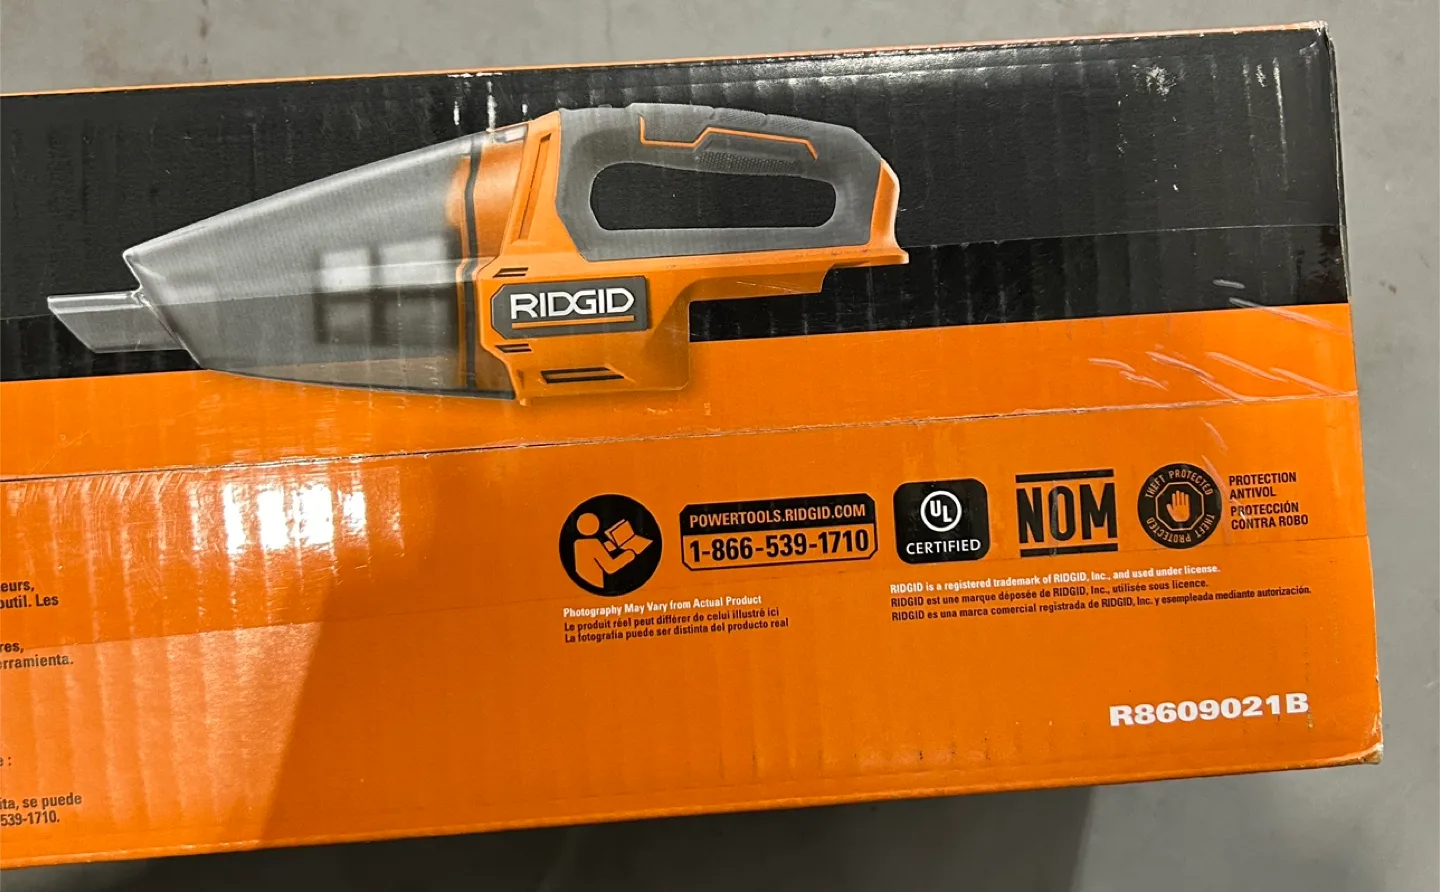 RIDGID
POWERTOOLS.RIDGID.COM
1-866-539-1710
UL
CERTIFIED
NOM
THEFT PROTECTED
THEFT PROTECTED
PROTECTION
ANTIVOL
PROTECCIÓN
CONTRA ROBO
Photography May Vary from Actual Product
Le produit réel peut différer de celui illustré ici
La fotografía puede ser distinta del producto real
RIDGID is a registered trademark of RIDGID, Inc., and used under license.
RIDGID est une marque déposée de RIDGID, Inc., utilisée sous licence.
RIDGID es una marca comercial registrada de RIDGID, Inc. y esempleada mediante autorización.
eurs,
outil. Les
res,
erramienta.
e :
ita, se puede
539-1710.
R8609021B